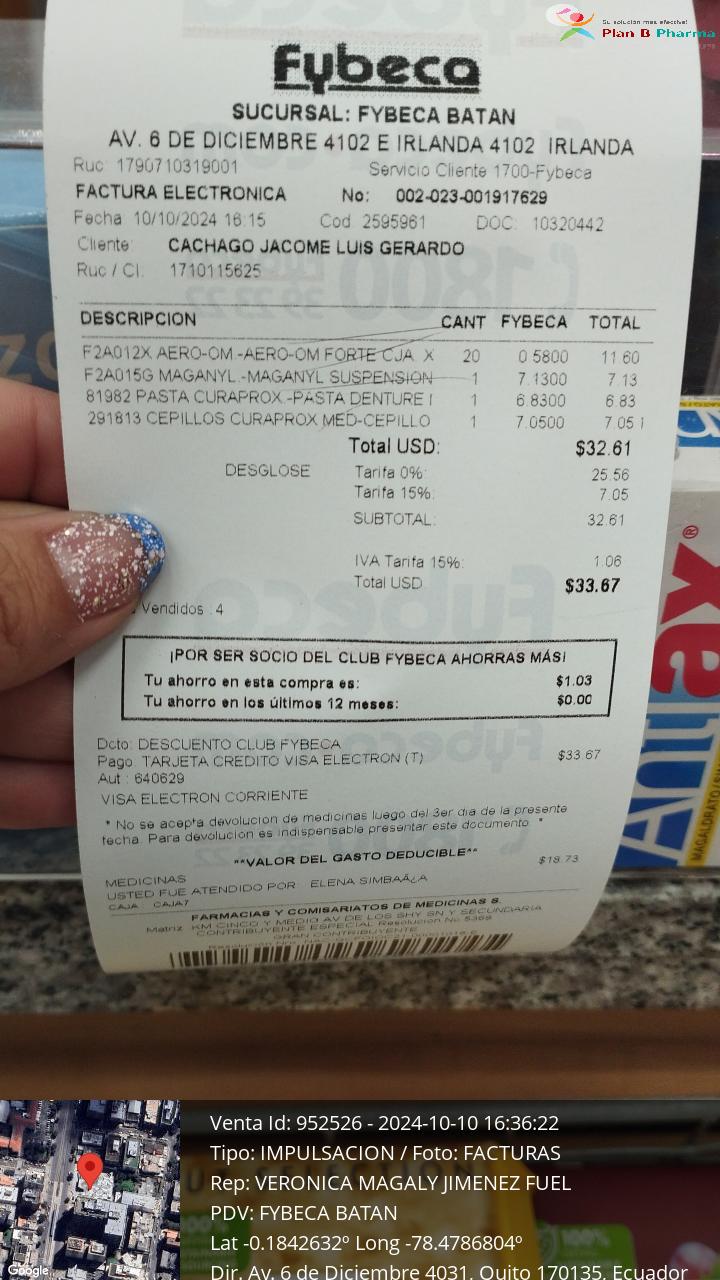 Su solución más efectiva!
Plan B Pharma
Fybeca
SUCURSAL: FYBECA BATAN
AV. 6 DE DICIEMBRE 4102 E IRLANDA 4102 IRLANDA
Ruc: 1790710319001 Servicio Cliente 1700-Fybeca
FACTURA ELECTRONICA No: 002-023-001917629
Fecha 10/10/2024 16:15 Cod 2595961 DOC: 10320442
Cliente: CACHAGO JACOME LUIS GERARDO
Ruc / CI: 1710115625
DESCRIPCION CANT FYBECA TOTAL
F2A012X AERO-OM.-AERO-OM FORTE CJA. X 20 0.5800 11.60
F2A015G MAGANYL.-MAGANYL SUSPENSION 1 7.1300 7.13
81982 PASTA CURAPROX.-PASTA DENTURE I 1 6.8300 6.83
291813 CEPILLOS CURAPROX MED-CEPILLO 1 7.0500 7.05 I
Total USD: $32.61
DESGLOSE Tarifa 0%: 25.56
Tarifa 15%: 7.05
SUBTOTAL: 32.61
IVA Tarifa 15%: 1.06
Total USD $33.67
Vendidos : 4
¡POR SER SOCIO DEL CLUB FYBECA AHORRAS MÁS!
Tu ahorro en esta compra es: $1.03
Tu ahorro en los últimos 12 meses: $0.00
Dcto: DESCUENTO CLUB FYBECA
Pago: TARJETA CREDITO VISA ELECTRON (T) $33.67
Aut : 640629
VISA ELECTRON CORRIENTE
* No se acepta devolucion de medicinas luego del 3er dia de la presente
fecha. Para devolucion es indispensable presentar este documento. *
**VALOR DEL GASTO DEDUCIBLE**
MEDICINAS $18.73
USTED FUE ATENDIDO POR ELENA SIMBAÃ¿A
CAJA CAJA7
FARMACIAS Y COMISARIATOS DE MEDICINAS S.
Matriz KM CINCO Y MEDIO AV DE LOS SHY SN Y SECUNDARIA
CONTRIBUYENTE ESPECIAL Resolucion No 5368
GRAN CONTRIBUYENTE
Antiax®
MAGALDRATO
Venta Id: 952526 - 2024-10-10 16:36:22
Tipo: IMPULSACION / Foto: FACTURAS
Rep: VERONICA MAGALY JIMENEZ FUEL
PDV: FYBECA BATAN
Lat -0.1842632º Long -78.4786804º
Dir. Av. 6 de Diciembre 4031, Quito 170135, Ecuador
Google